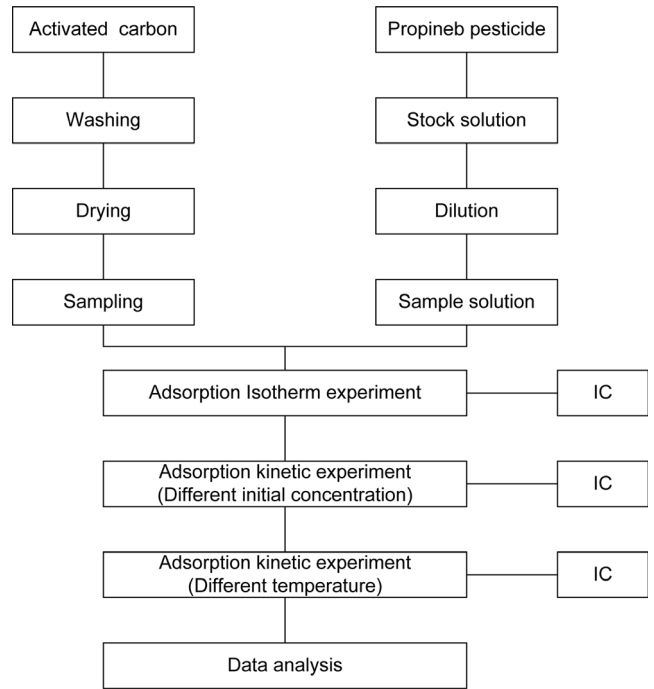 Activated carbon
Propineb pesticide
Washing
Stock solution
Drying
Dilution
Sampling
Sample solution
Adsorption Isotherm experiment
IC
Adsorption kinetic experiment
(Different initial concentration)
IC
Adsorption kinetic experiment
(Different temperature)
IC
Data analysis